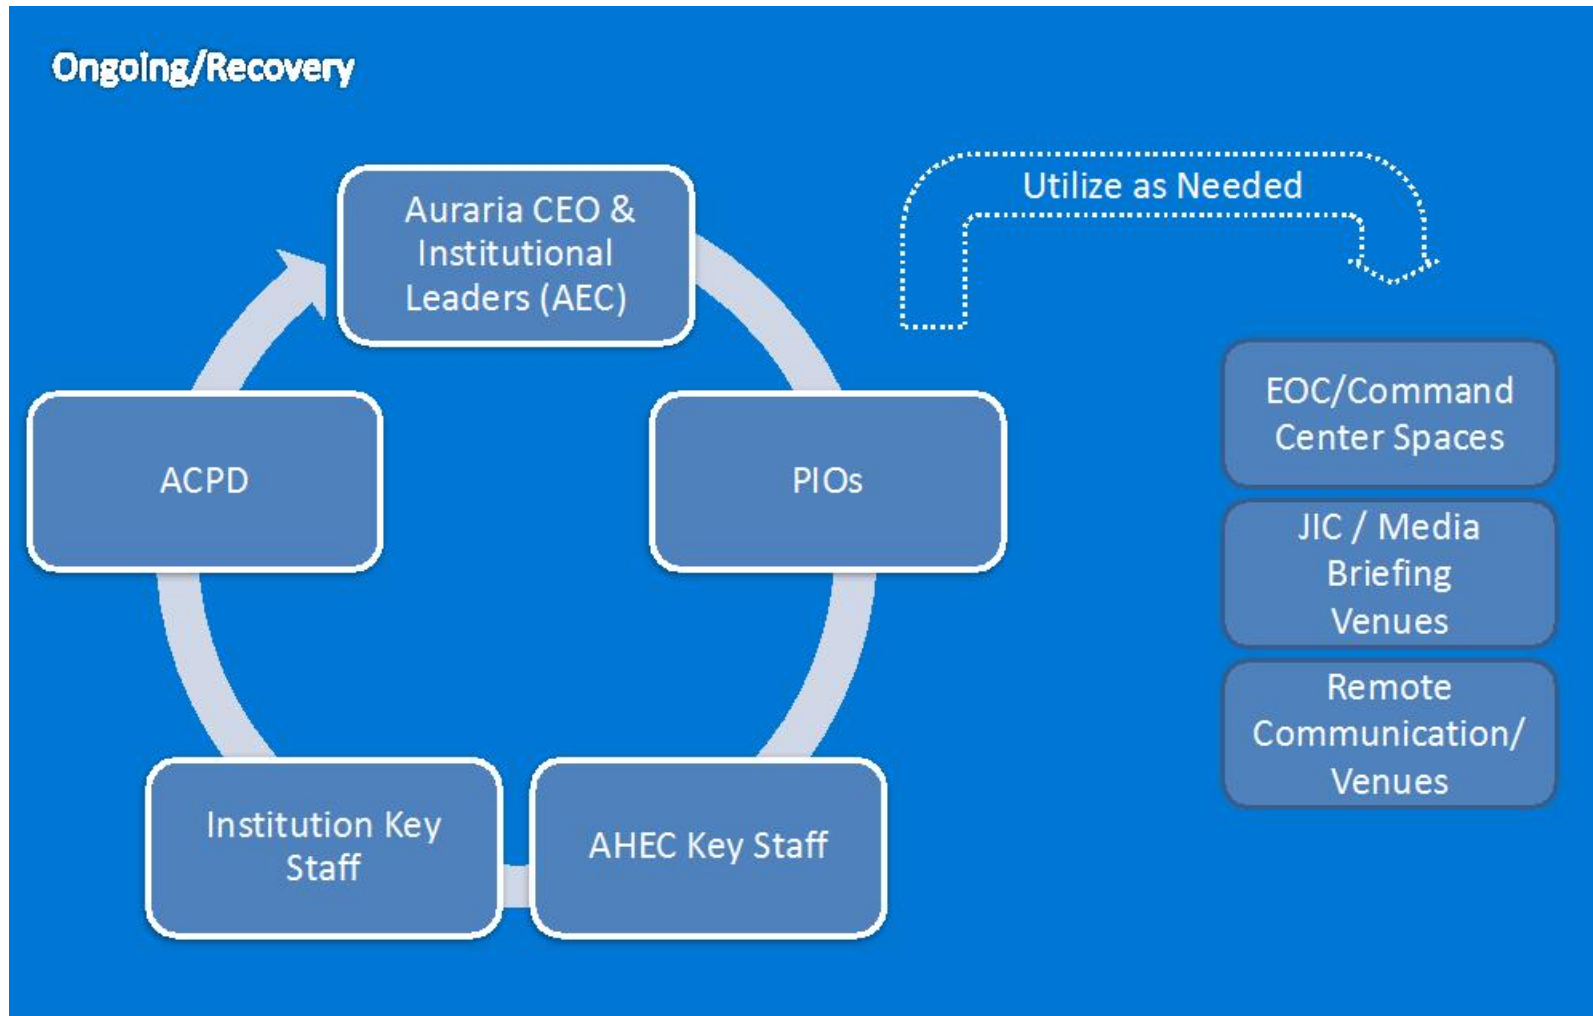 Ongoing/Recovery
Auraria CEO &
Institutional
Leaders (AEC)
Utilize as Needed
ACPD
PIOs
Institution Key
Staff
AHEC Key Staff
EOC/Command
Center Spaces
JIC / Media
Briefing
Venues
Remote
Communication/
Venues